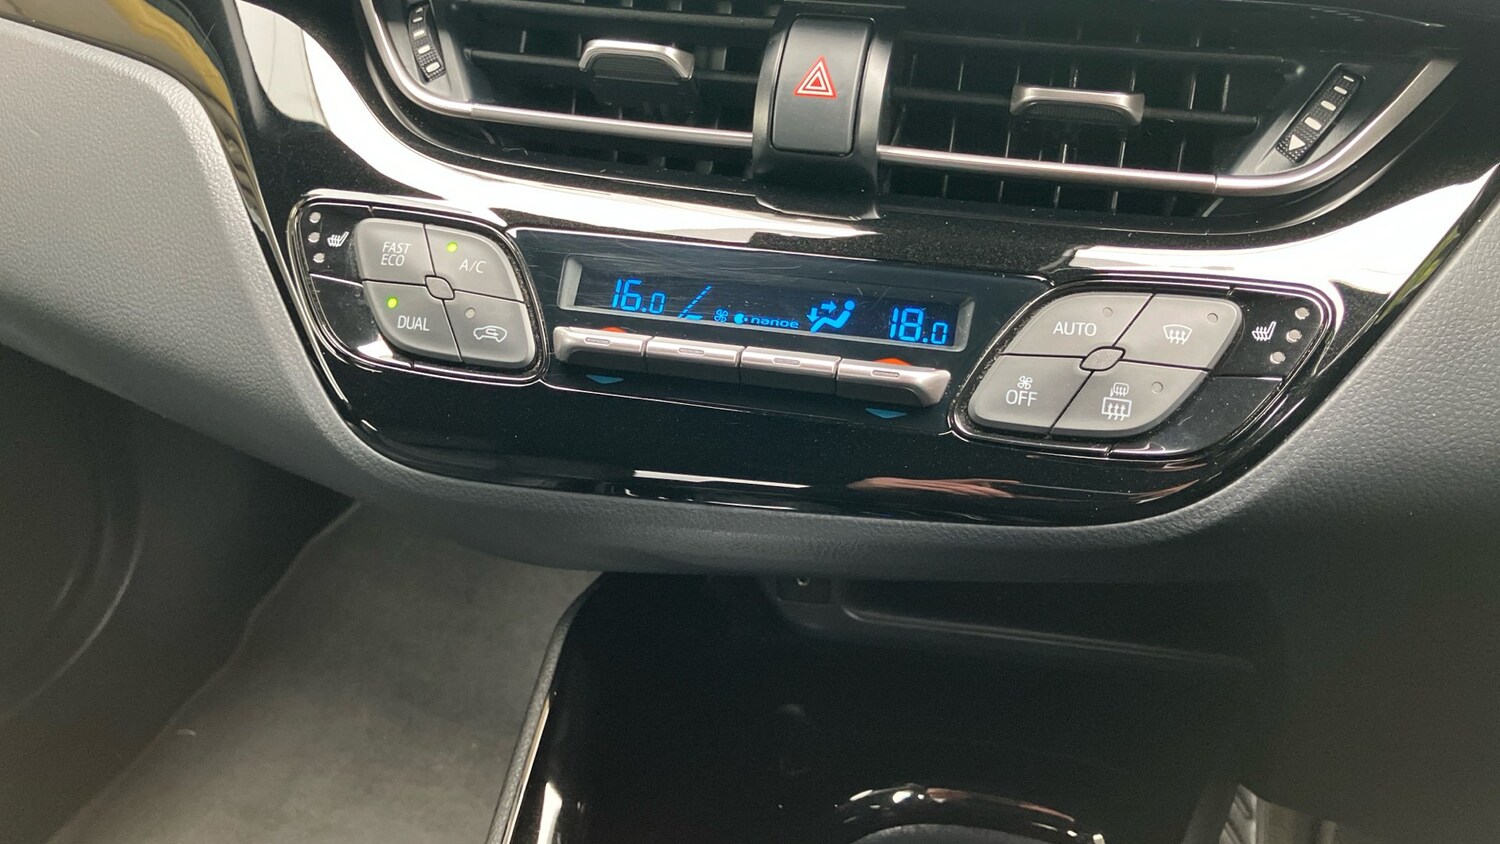 FAST
ECO
A/C
DUAL
16.0
nanoe
18.0
AUTO
OFF